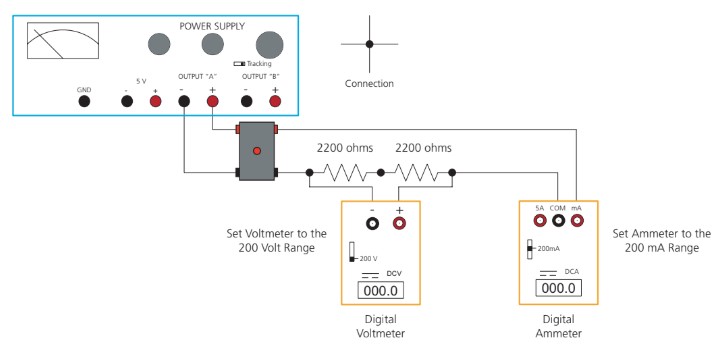 POWER SUPPLY
Tracking
5 V
OUTPUT "A"
OUTPUT "B"
GND
- + - + - +
Connection
2200 ohms
2200 ohms
- +
5A COM mA
Set Voltmeter to the
200 Volt Range
200 V
DCV
000.0
Digital
Voltmeter
Set Ammeter to the
200 mA Range
200mA
DCA
000.0
Digital
Ammeter